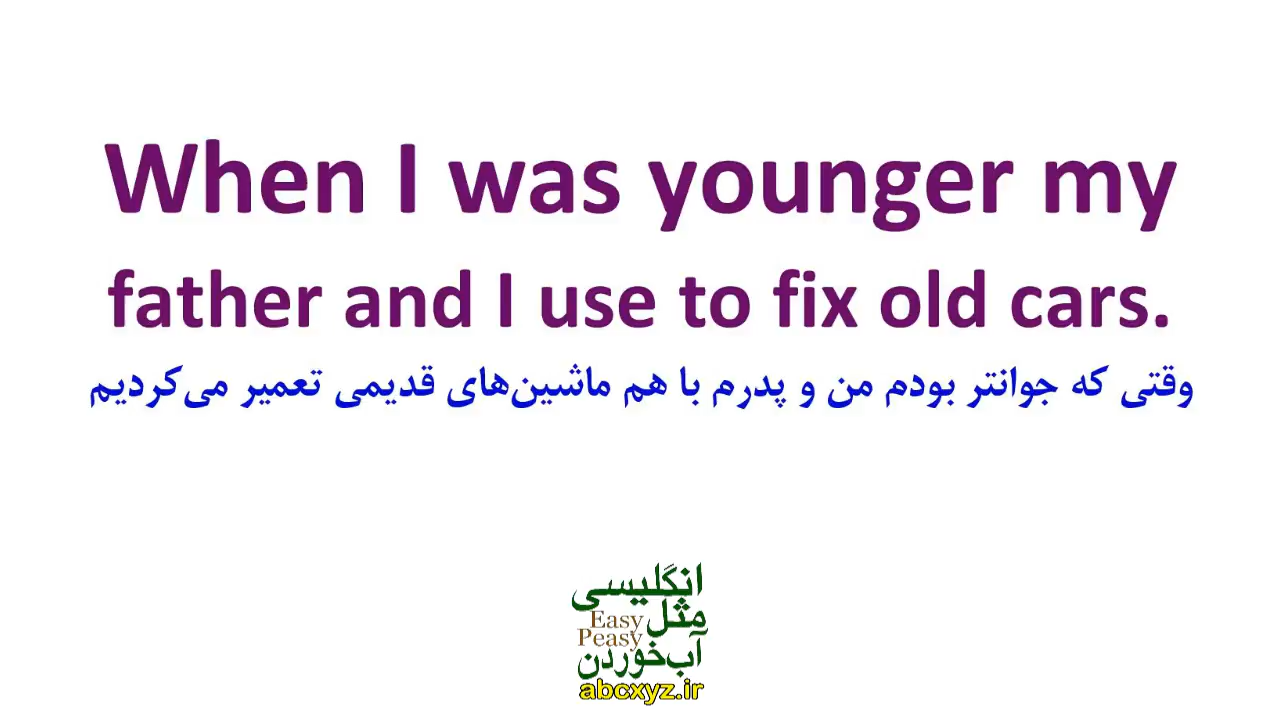 When I was younger my
father and I use to fix old cars.
وقتی که جوانتر بودم من و پدرم با هم ماشین‌های قدیمی تعمیر می‌کردیم
انگلیسی
مثل
Easy
Peasy
آب‌خوردن
abcxyz.ir